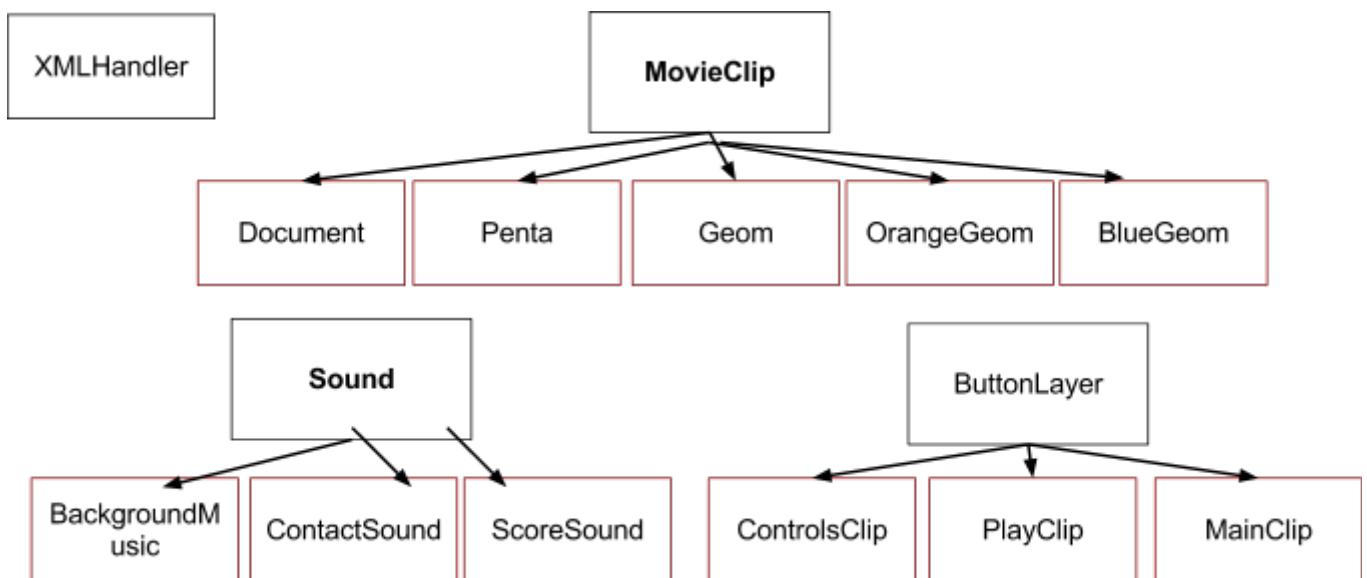 XMLHandler
MovieClip
Document
Penta
Geom
OrangeGeom
BlueGeom
Sound
ButtonLayer
BackgroundM
usic
ContactSound
ScoreSound
ControlsClip
PlayClip
MainClip